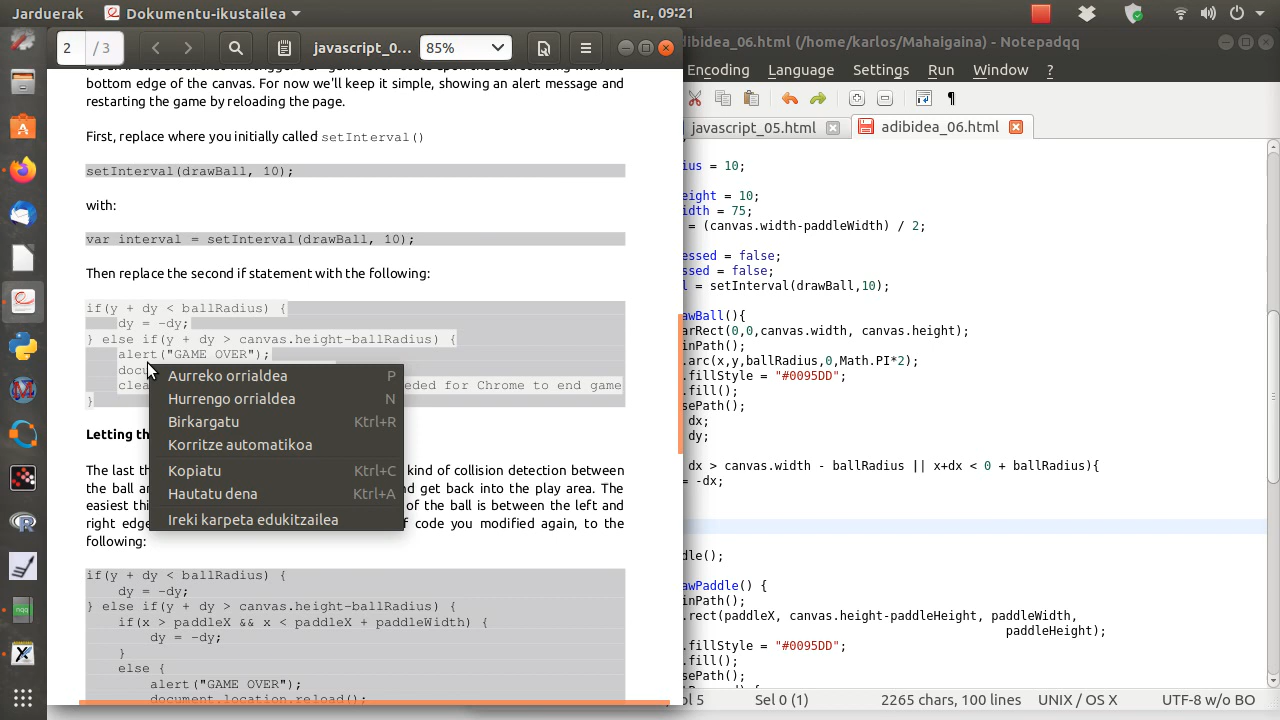 Jarduerak
Dokumentu-ikustailea
ar., 09:21
2 / 3
javascript_0...
85%
bottom edge of the canvas. For now we'll keep it simple, showing an alert message and
restarting the game by reloading the page.
First, replace where you initially called setInterval()
setInterval(drawBall, 10);
with:
var interval = setInterval(drawBall, 10);
Then replace the second if statement with the following:
if(y + dy < ballRadius) {
dy = -dy;
} else if(y + dy > canvas.height-ballRadius) {
alert("GAME OVER");
docu
clea
eded for Chrome to end game
}
Aurreko orrialdea P
Hurrengo orrialdea N
Birkargatu Ktrl+R
Korritze automatikoa
Kopiatu Ktrl+C
Hautatu dena Ktrl+A
Ireki karpeta edukitzailea
Letting th
The last th kind of collision detection between
the ball an nd get back into the play area. The
easiest thi of the ball is between the left and
right edge f code you modified again, to the
following:
if(y + dy < ballRadius) {
dy = -dy;
} else if(y + dy > canvas.height-ballRadius) {
if(x > paddleX && x < paddleX + paddleWidth) {
dy = -dy;
}
else {
alert("GAME OVER");
document.location.reload();
dibidea_06.html (/home/karlos/Mahaigaina) - Notepadqq
Encoding Language Settings Run Window ?
javascript_05.html
adibidea_06.html
ius = 10;
eight = 10;
idth = 75;
= (canvas.width-paddleWidth) / 2;
essed = false;
ssed = false;
l = setInterval(drawBall,10);
awBall(){
arRect(0,0,canvas.width, canvas.height);
inPath();
.arc(x,y,ballRadius,0,Math.PI*2);
.fillStyle = "#0095DD";
.fill();
sePath();
dx;
dy;
dx > canvas.width - ballRadius || x+dx < 0 + ballRadius){
= -dx;
dle();
awPaddle() {
inPath();
.rect(paddleX, canvas.height-paddleHeight, paddleWidth,
paddleHeight);
.fillStyle = "#0095DD";
.fill();
sePath();
ol 5
Sel 0 (1)
2265 chars, 100 lines
UNIX / OS X
UTF-8 w/o BO